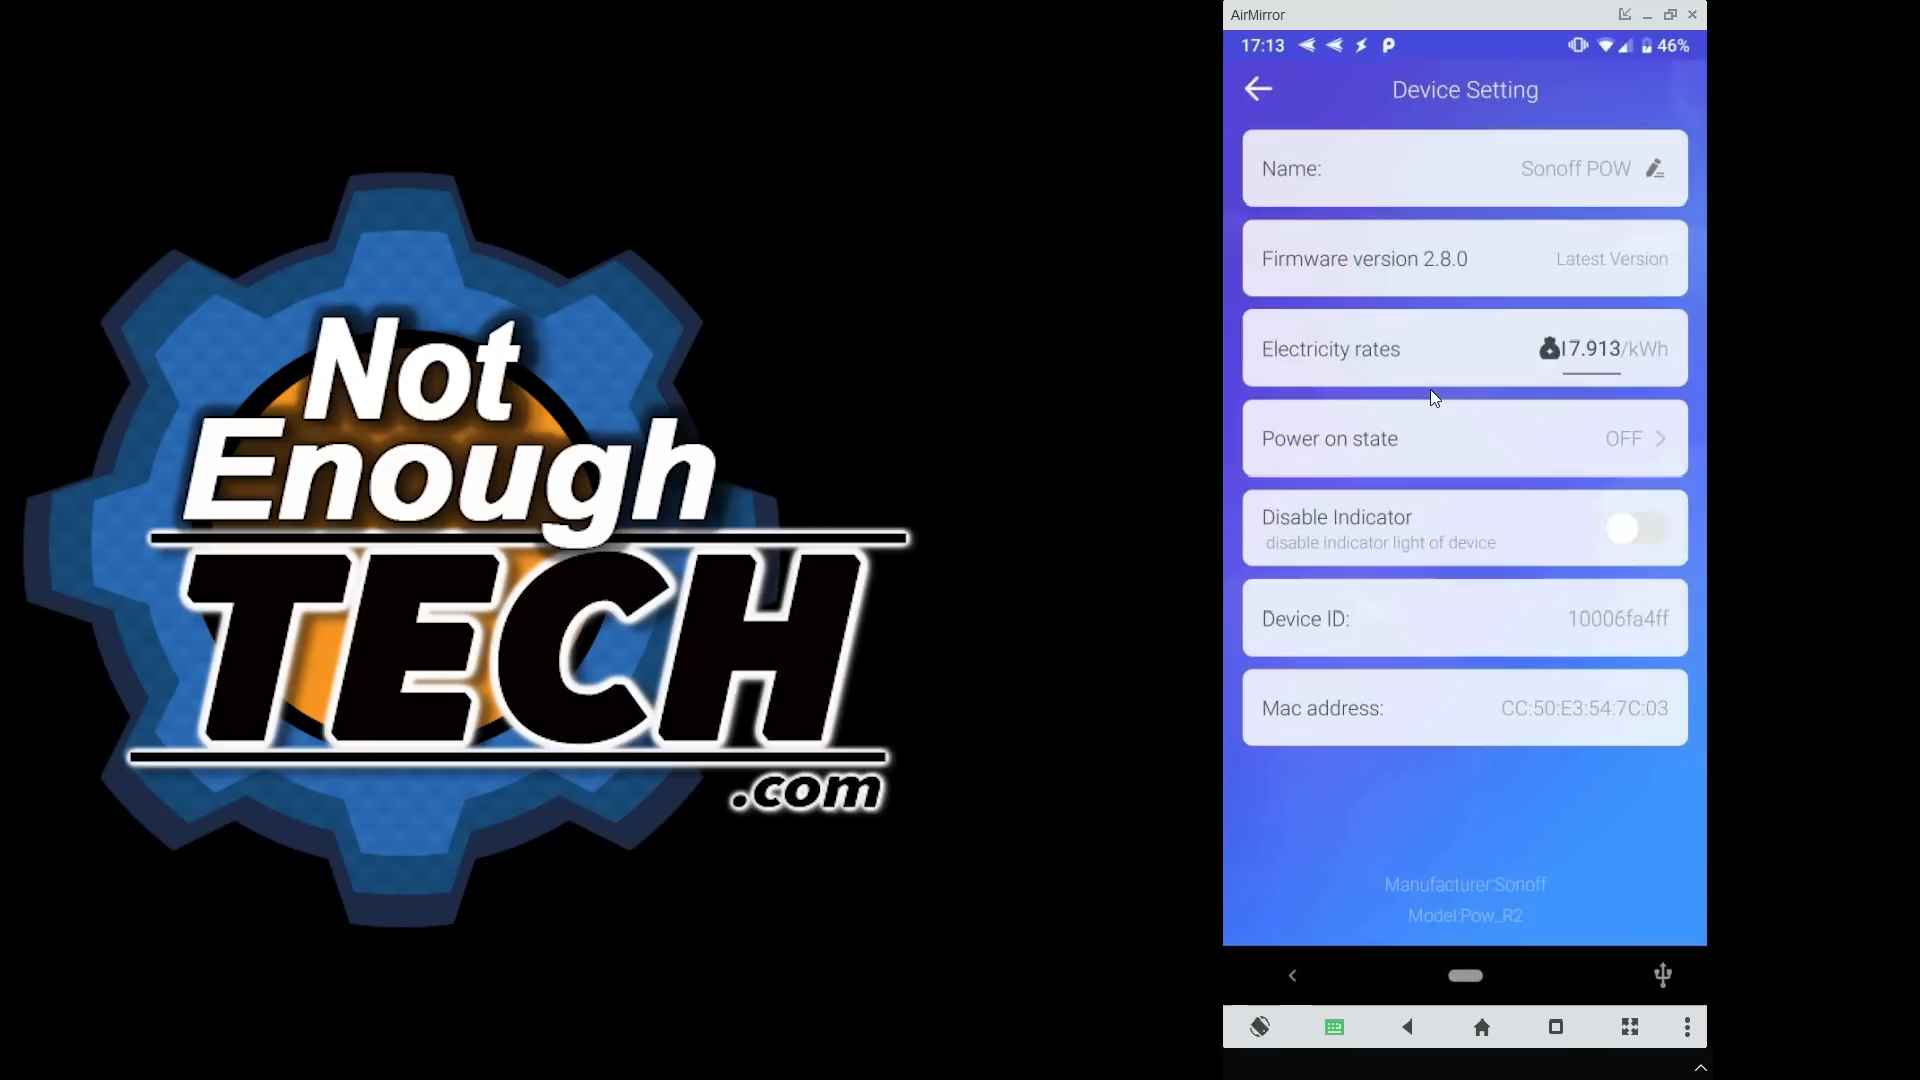 AirMirror
17:13
46%
Device Setting
Name: Sonoff POW
Firmware version 2.8.0 Latest Version
Electricity rates 17.913/kWh
Power on state OFF
Disable Indicator
disable indicator light of device
Device ID: 10006fa4ff
Mac address: CC:50:E3:54:7C:03
Manufacturer:Sonoff
Model:Pow_R2
Not
Enough
TECH
.com